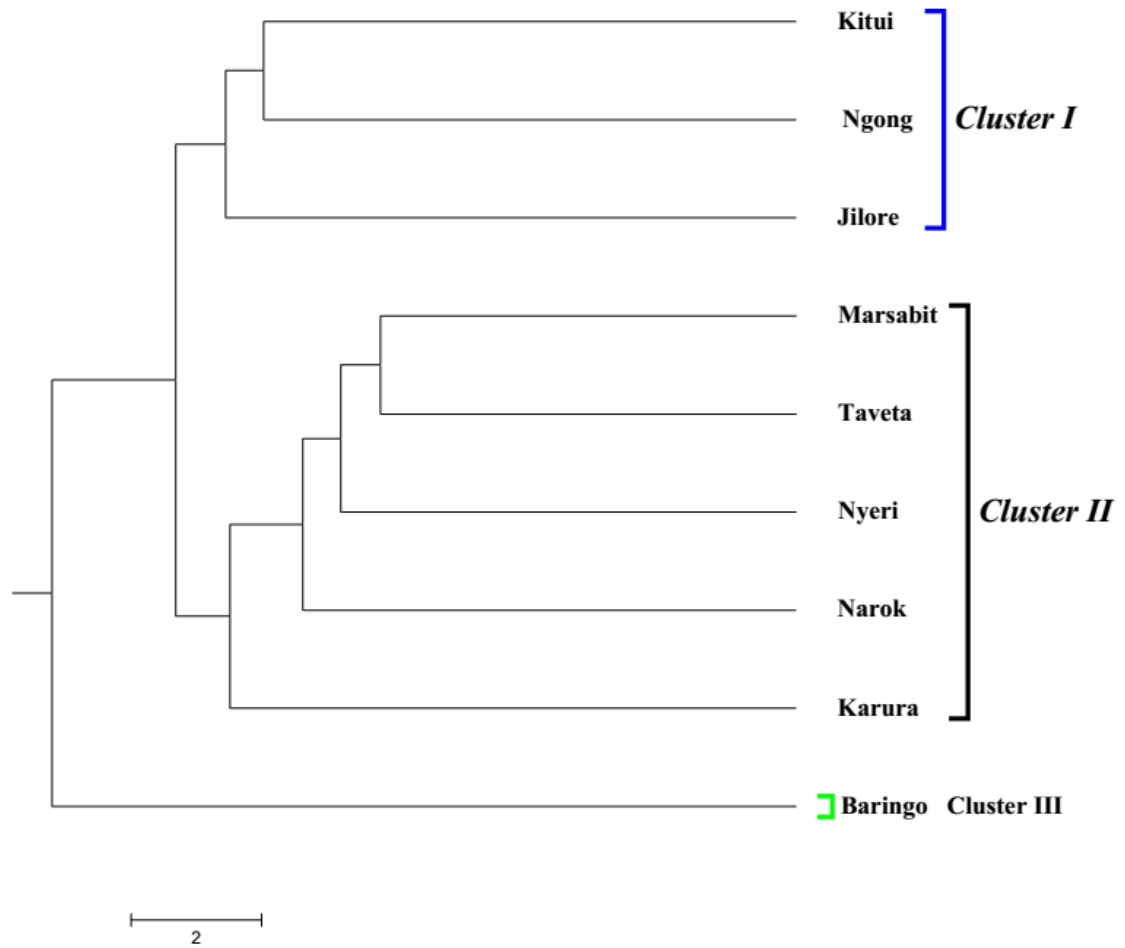 Kitui
Ngong
Cluster I
Jilore
Marsabit
Taveta
Nyeri
Cluster II
Narok
Karura
Baringo Cluster III
2